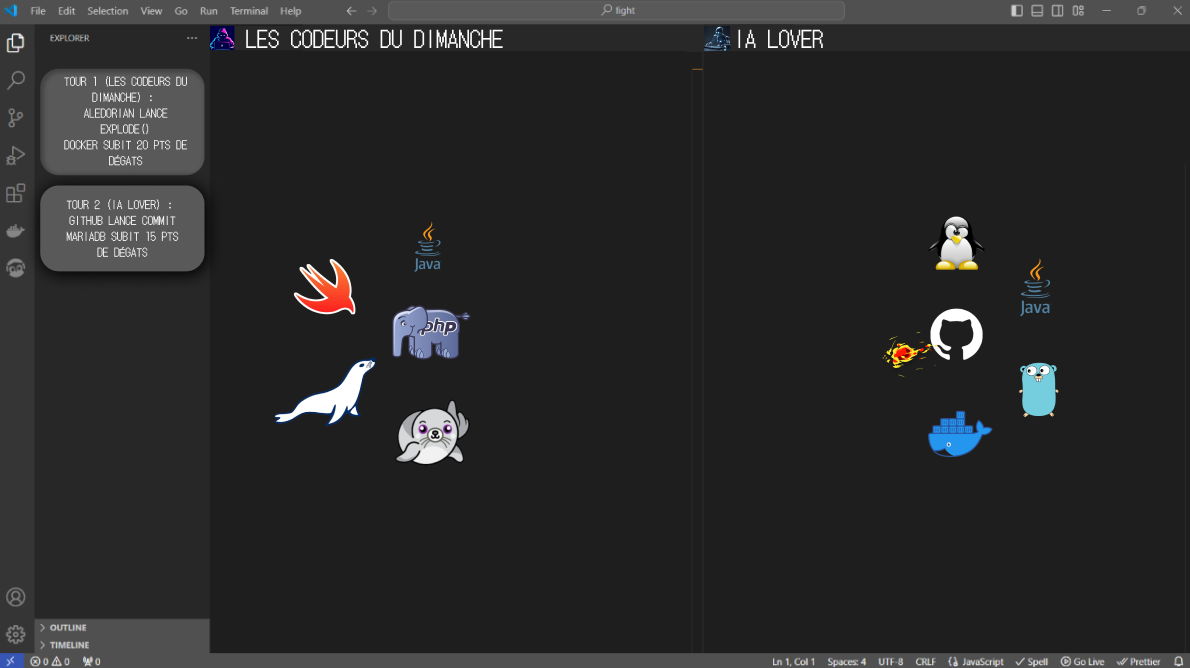 File Edit Selection View Go Run Terminal Help
fight
EXPLORER
LES CODEURS DU DIMANCHE
IA LOVER
TOUR 1 (LES CODEURS DU
DIMANCHE) :
ALEDORIAN LANCE
EXPLODE()
DOCKER SUBIT 20 PTS DE
DÉGATS
TOUR 2 (IA LOVER) :
GITHUB LANCE COMMIT
MARIADB SUBIT 15 PTS
DE DÉGATS
Java
php
Java
OUTLINE
TIMELINE
0 0 0
Ln 1, Col 1 Spaces: 4 UTF-8 CRLF JavaScript Spell Go Live Prettier